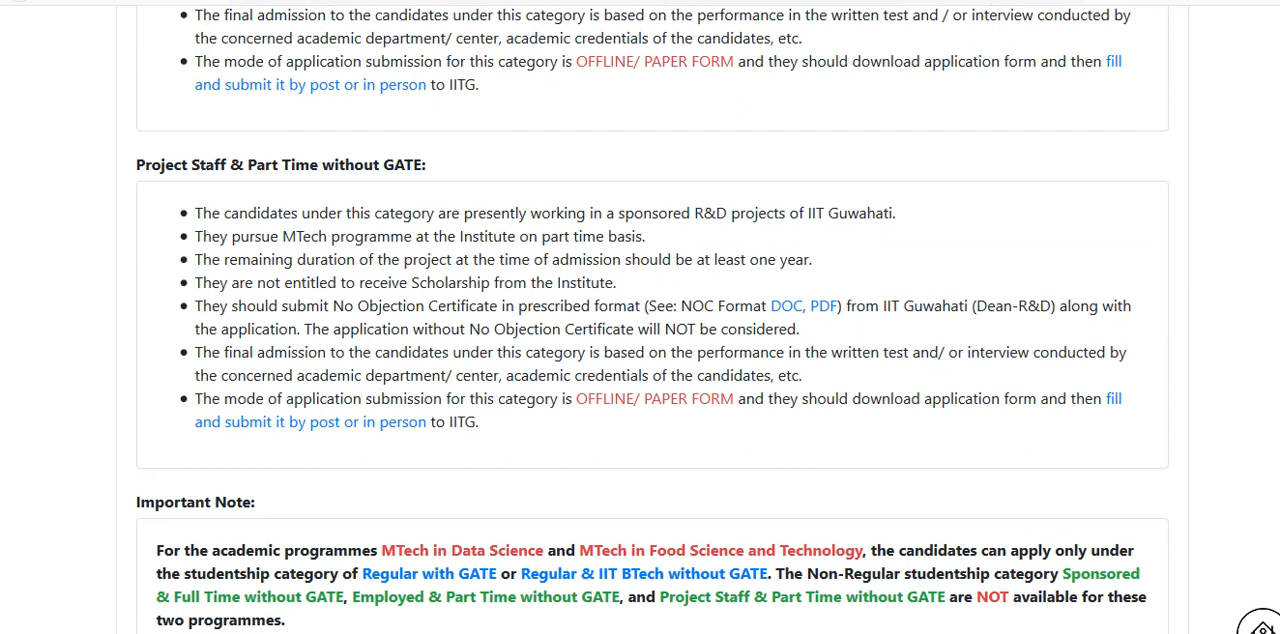 The final admission to the candidates under this category is based on the performance in the written test and / or interview conducted by
the concerned academic department/ center, academic credentials of the candidates, etc.
The mode of application submission for this category is OFFLINE/ PAPER FORM and they should download application form and then fill
and submit it by post or in person to IITG.
Project Staff & Part Time without GATE:
The candidates under this category are presently working in a sponsored R&D projects of IIT Guwahati.
They pursue MTech programme at the Institute on part time basis.
The remaining duration of the project at the time of admission should be at least one year.
They are not entitled to receive Scholarship from the Institute.
They should submit No Objection Certificate in prescribed format (See: NOC Format DOC, PDF) from IIT Guwahati (Dean-R&D) along with
the application. The application without No Objection Certificate will NOT be considered.
The final admission to the candidates under this category is based on the performance in the written test and/ or interview conducted by
the concerned academic department/ center, academic credentials of the candidates, etc.
The mode of application submission for this category is OFFLINE/ PAPER FORM and they should download application form and then fill
and submit it by post or in person to IITG.
Important Note:
For the academic programmes MTech in Data Science and MTech in Food Science and Technology, the candidates can apply only under
the studentship category of Regular with GATE or Regular & IIT BTech without GATE. The Non-Regular studentship category Sponsored
& Full Time without GATE, Employed & Part Time without GATE, and Project Staff & Part Time without GATE are NOT available for these
two programmes.